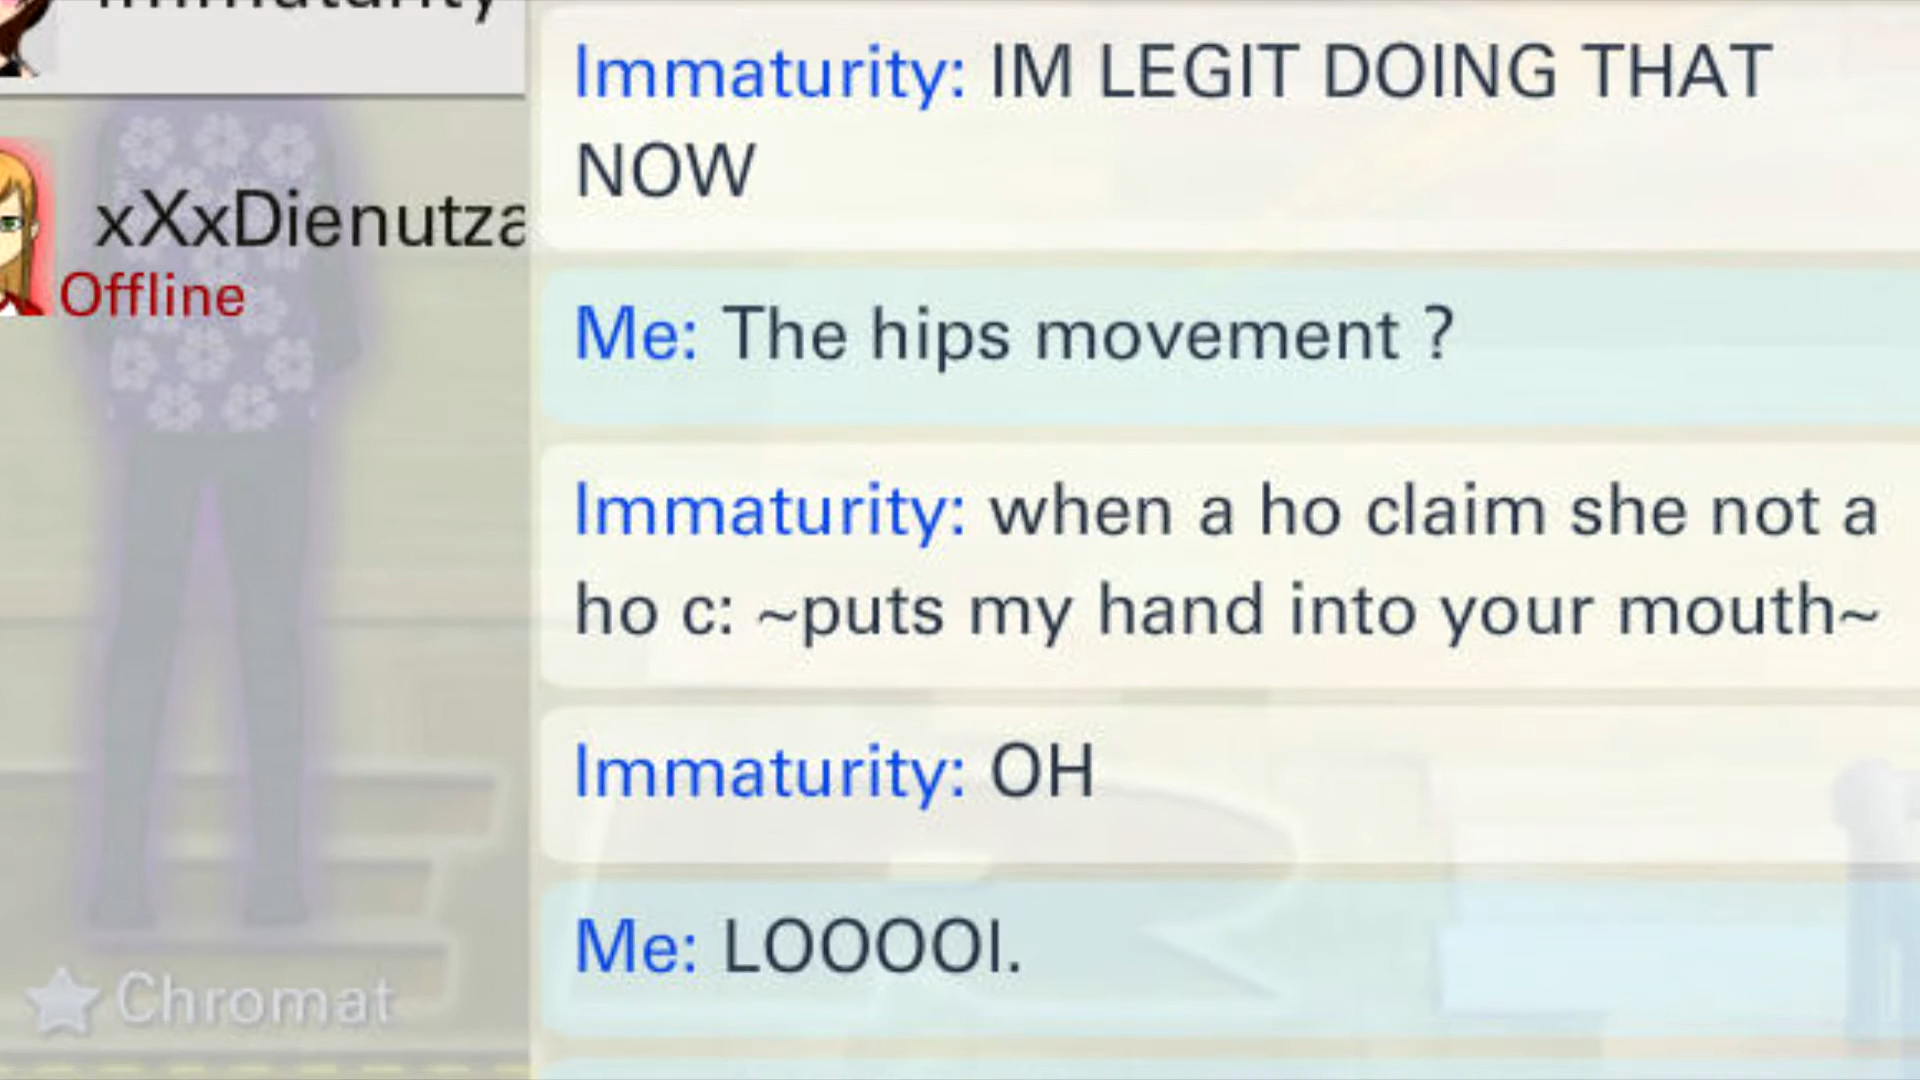 Immaturity
xXxDienutza
Offline
Chromat
Immaturity: IM LEGIT DOING THAT
NOW
Me: The hips movement ?
Immaturity: when a ho claim she not a
ho c: ~puts my hand into your mouth~
Immaturity: OH
Me: LOOOOl.